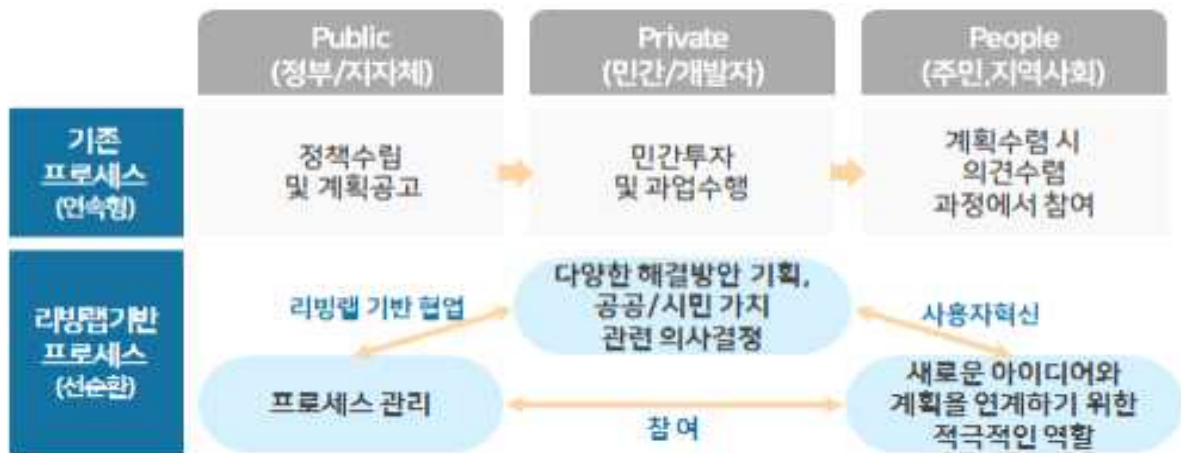 Public
(정부/지자체)
Private
(민간/개발자)
People
(주민,지역사회)
기존
프로세스
(연속형)
정책수립
및 계획공고
민간투자
및 과업수행
계획수렴 시
의견수렴
과정에서 참여
리빙랩기반
프로세스
(선순환)
리빙랩 기반 협업
다양한 해결방안 기획,
공공/시민 가치
관련 의사결정
사용자혁신
프로세스 관리
참 여
새로운 아이디어와
계획을 연계하기 위한
적극적인 역할